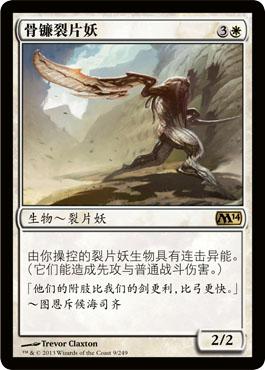 骨镰裂片妖 3
生物～裂片妖 M14
由你操控的裂片妖生物具有连击异能。
（它们能造成先攻与普通战斗伤害。）
「他们的附肢比我们的剑更利，比弓更快。」
～图恩斥候海司齐
2/2
Trevor Claxton
™ & © 2013 Wizards of the Coast 9/249